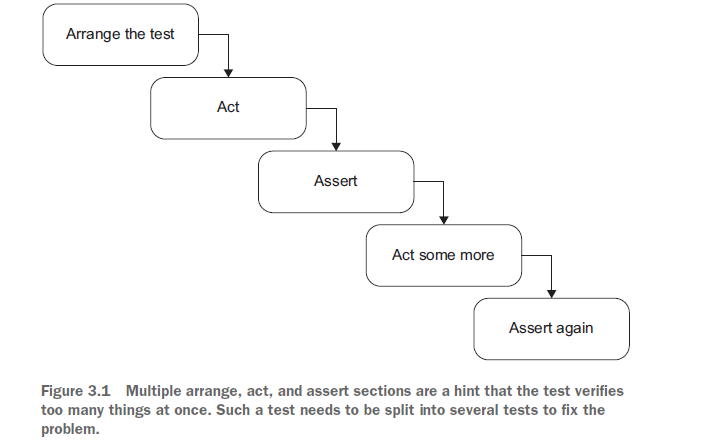 Arrange the test
Act
Assert
Act some more
Assert again
Figure 3.1 Multiple arrange, act, and assert sections are a hint that the test verifies
too many things at once. Such a test needs to be split into several tests to fix the
problem.